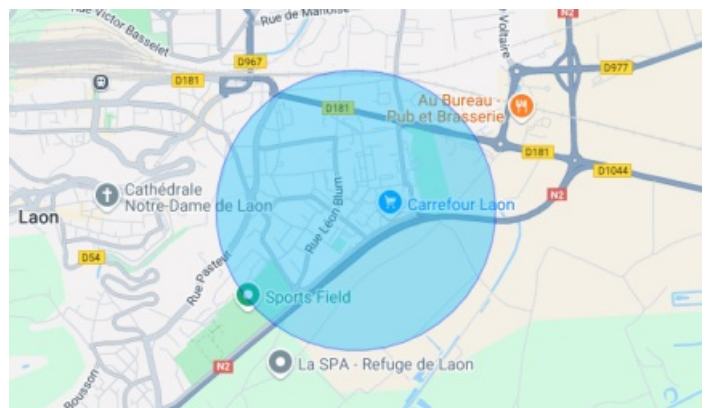 Rue Victor Basselet
Rue de Manoise
N2
Voltaire
D967
D181
D977
D181
Au Bureau -
Pub et Brasserie
D181
D1044
Cathédrale
Notre-Dame de Laon
Laon
Rue Léon Blum
Carrefour Laon
N2
D54
Rue Pasteur
Sports Field
N2
La SPA - Refuge de Laon
Bousson